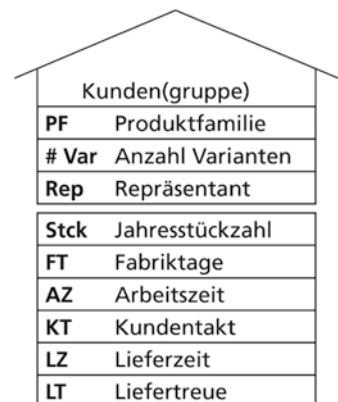 Kunden(gruppe)
PF Produktfamilie
# Var Anzahl Varianten
Rep Repräsentant
Stck Jahresstückzahl
FT Fabriktage
AZ Arbeitszeit
KT Kundentakt
LZ Lieferzeit
LT Liefertreue